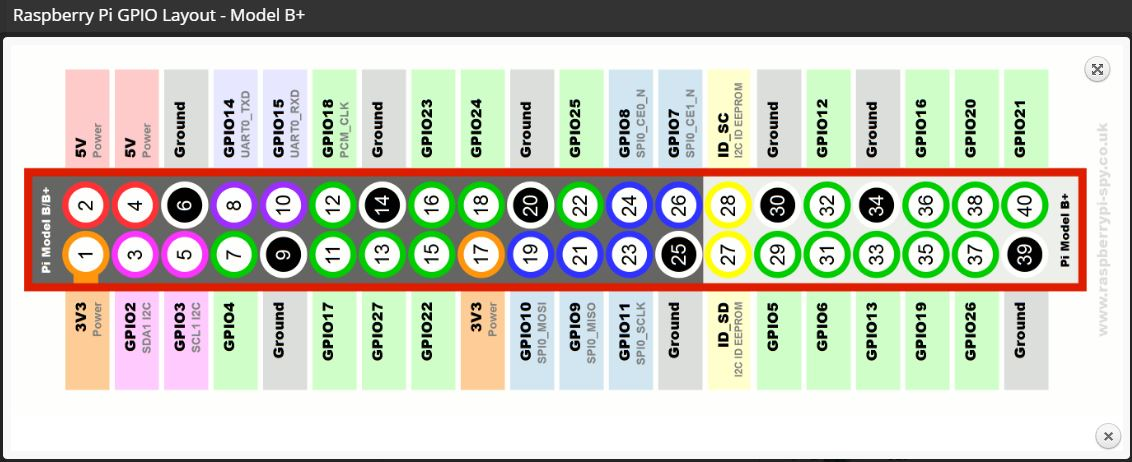 Raspberry Pi GPIO Layout - Model B+
5V
Power
5V
Power
Ground
GPIO14
UART0_TXD
GPIO15
UART0_RXD
GPIO18
PCM_CLK
Ground
GPIO23
GPIO24
Ground
GPIO25
GPIO8
SPI0_CE0_N
GPIO7
SPI0_CE1_N
ID_SC
I2C ID EEPROM
Ground
GPIO12
Ground
GPIO16
GPIO20
GPIO21
Pi Model B/B+
2 4 6 8 10 12 14 16 18 20 22 24 26 28 30 32 34 36 38 40
1 3 5 7 9 11 13 15 17 19 21 23 25 27 29 31 33 35 37 39
Pi Model B+
3V3
Power
GPIO2
SDA1 I2C
GPIO3
SCL1 I2C
GPIO4
Ground
GPIO17
GPIO27
GPIO22
3V3
Power
GPIO10
SPI0_MOSI
GPIO9
SPI0_MISO
GPIO11
SPI0_SCLK
Ground
ID_SD
I2C ID EEPROM
GPIO5
GPIO6
GPIO13
GPIO19
GPIO26
Ground
www.raspberrypi-spy.co.uk